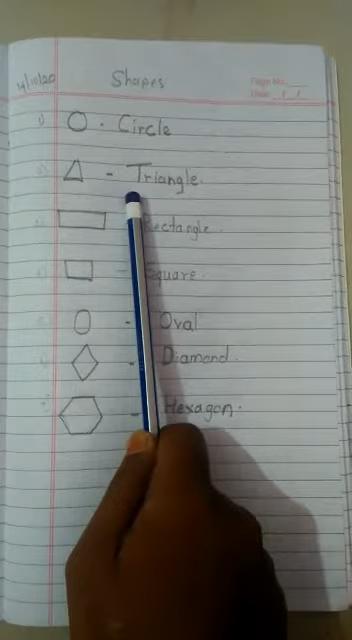 14/10/20 Shapes Page No.
Date / /
1) - Circle
2) - Triangle.
3) Rectangle.
4) - Square.
5) - Oval
6) - Diamond.
7) - Hexagon.